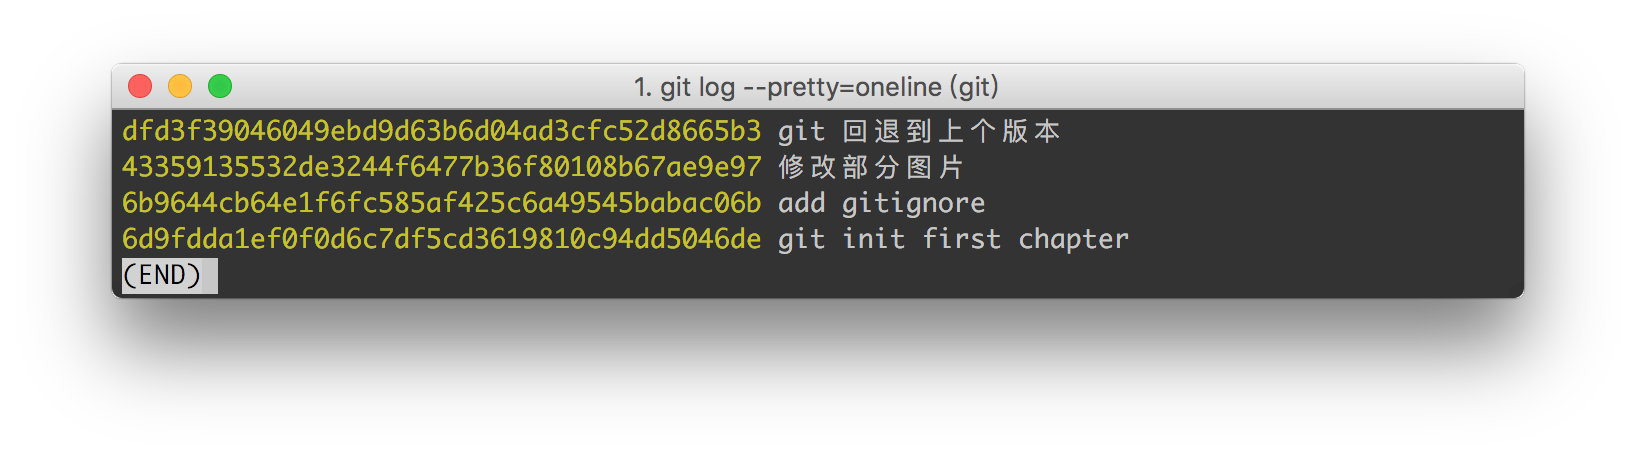 1. git log --pretty=oneline (git)
dfd3f39046049ebd9d63b6d04ad3cfc52d8665b3 git 回退到上个版本
43359135532de3244f6477b36f80108b67ae9e97 修改部分图片
6b9644cb64e1f6fc585af425c6a49545babac06b add gitignore
6d9fdda1ef0f0d6c7df5cd3619810c94dd5046de git init first chapter
(END)